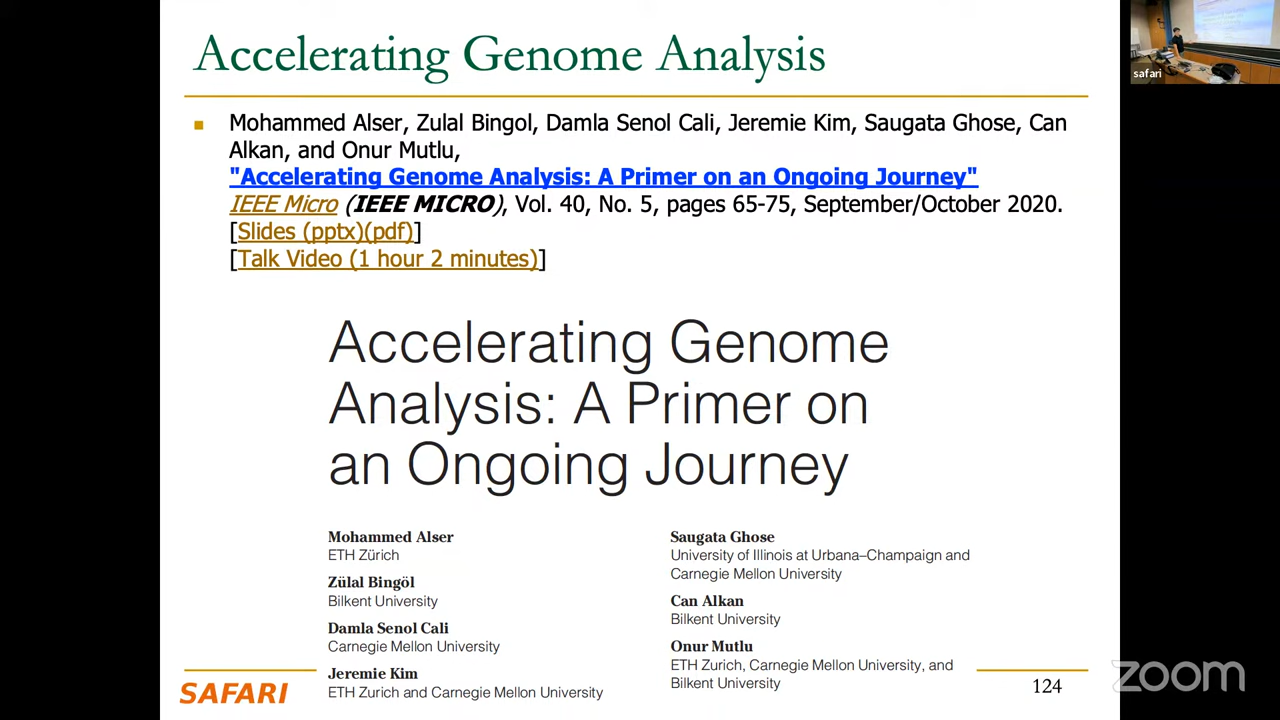 Accelerating Genome Analysis
Mohammed Alser, Zulal Bingol, Damla Senol Cali, Jeremie Kim, Saugata Ghose, Can
Alkan, and Onur Mutlu,
"Accelerating Genome Analysis: A Primer on an Ongoing Journey"
IEEE Micro (IEEE MICRO), Vol. 40, No. 5, pages 65-75, September/October 2020.
[Slides (pptx)(pdf)]
[Talk Video (1 hour 2 minutes)]
Accelerating Genome
Analysis: A Primer on
an Ongoing Journey
Mohammed Alser
ETH Zürich
Zülal Bingöl
Bilkent University
Damla Senol Cali
Carnegie Mellon University
Jeremie Kim
ETH Zurich and Carnegie Mellon University
Saugata Ghose
University of Illinois at Urbana–Champaign and
Carnegie Mellon University
Can Alkan
Bilkent University
Onur Mutlu
ETH Zurich, Carnegie Mellon University, and
Bilkent University
SAFARI
124
zoom
safari